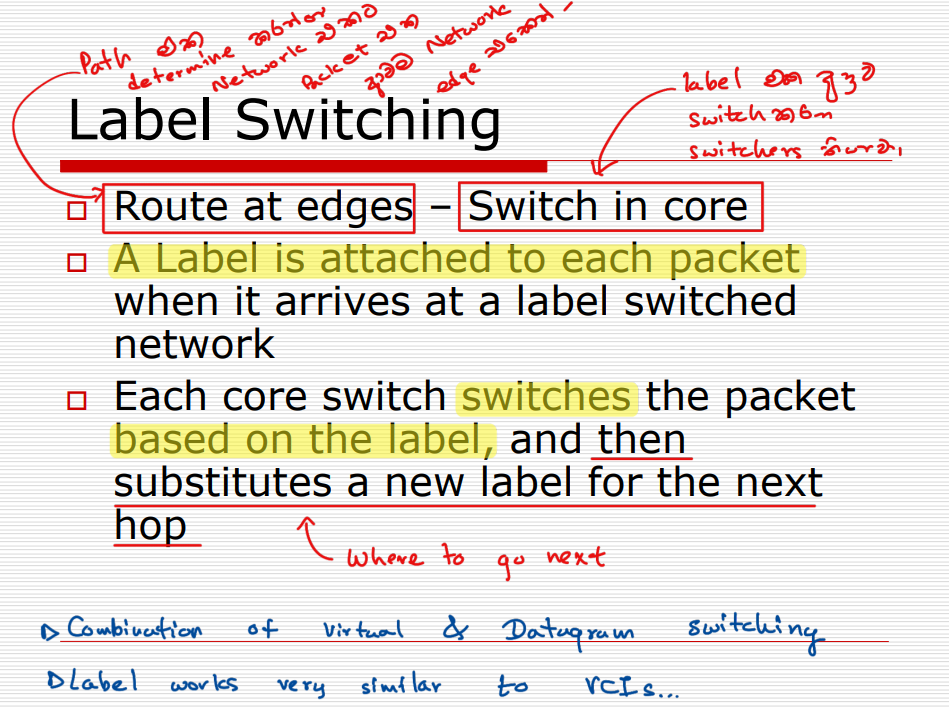 Path එක
determine කරන්නේ
Network එකට
Packet එක
ආවම Network
edge එකෙන් -
label එක
switch කරන
switchers තියනවා,
Label Switching
Route at edges – Switch in core
A Label is attached to each packet
when it arrives at a label switched
network
Each core switch switches the packet
based on the label, and then
substitutes a new label for the next
hop
Where to go next
Combination of virtual & Datagram switching
Label works very similar to VCIs...